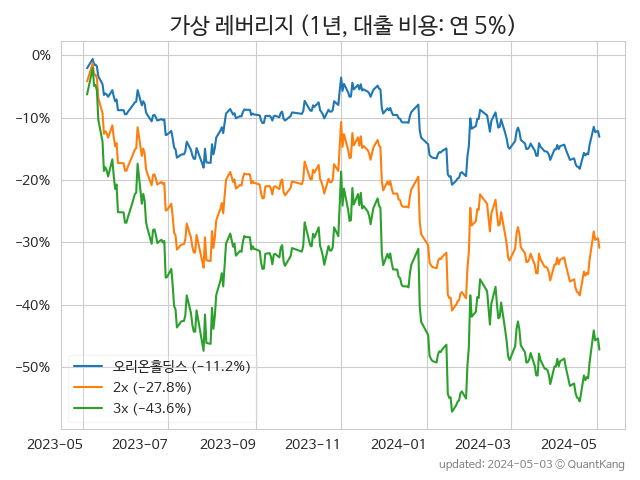 가상 레버리지 (1년, 대출 비용: 연 5%)
0%
−10%
−20%
−30%
−40%
−50%
오리온홀딩스 (−11.2%)
2x (−27.8%)
3x (−43.6%)
2023-05 2023-07 2023-09 2023-11 2024-01 2024-03 2024-05
updated: 2024-05-03 © QuantKang